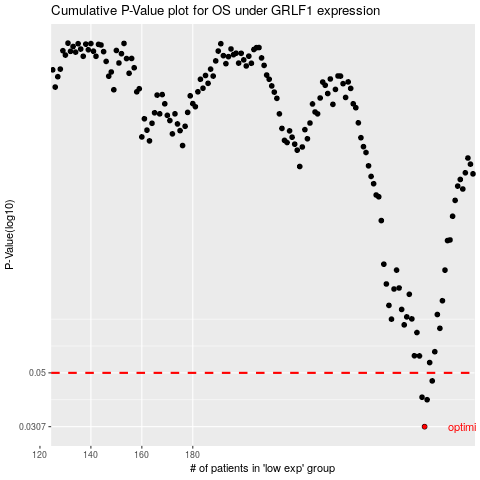 Cumulative P-Value plot for OS under GRLF1 expression
P-Value(log10)
0.05
0.0307
optimi
120 140 160 180
# of patients in 'low exp' group